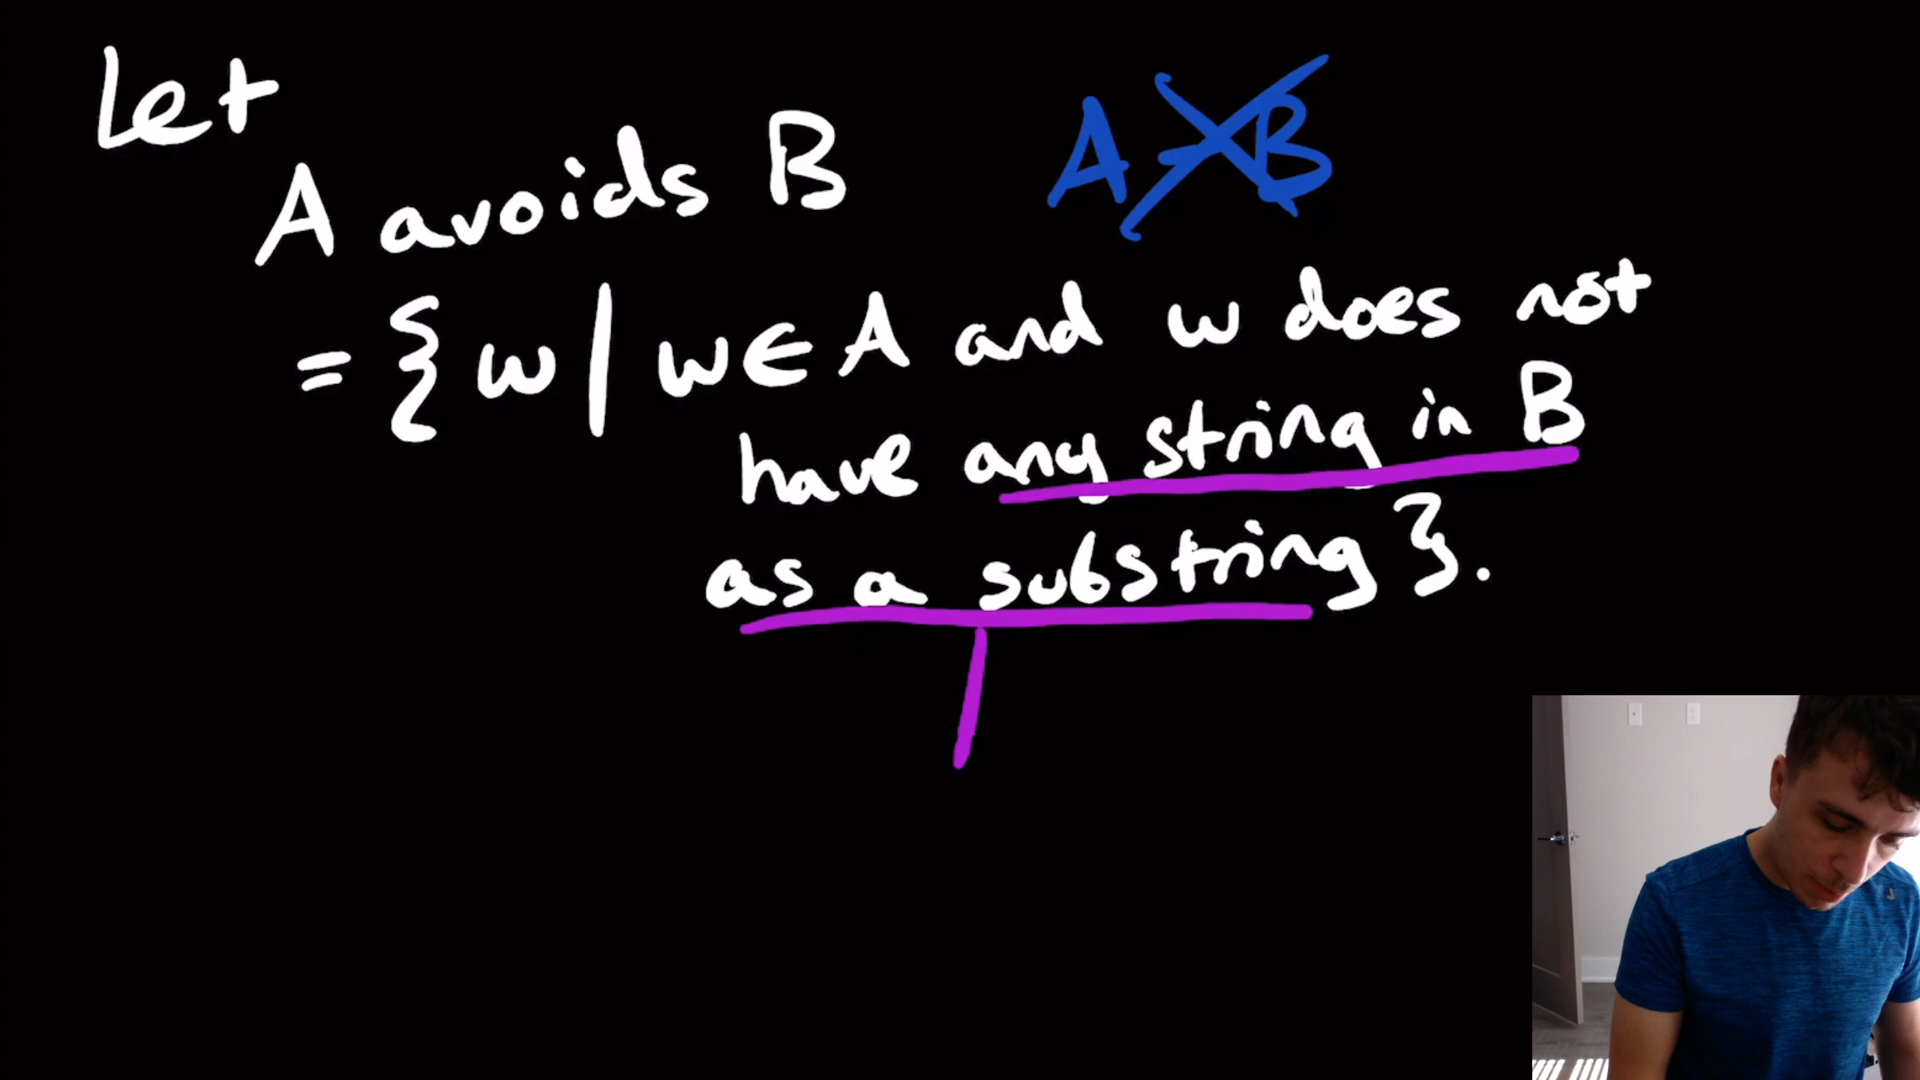 Let
A avoids B
A B
= {w | w ∈ A and w does not
have any string in B
as a substring}.